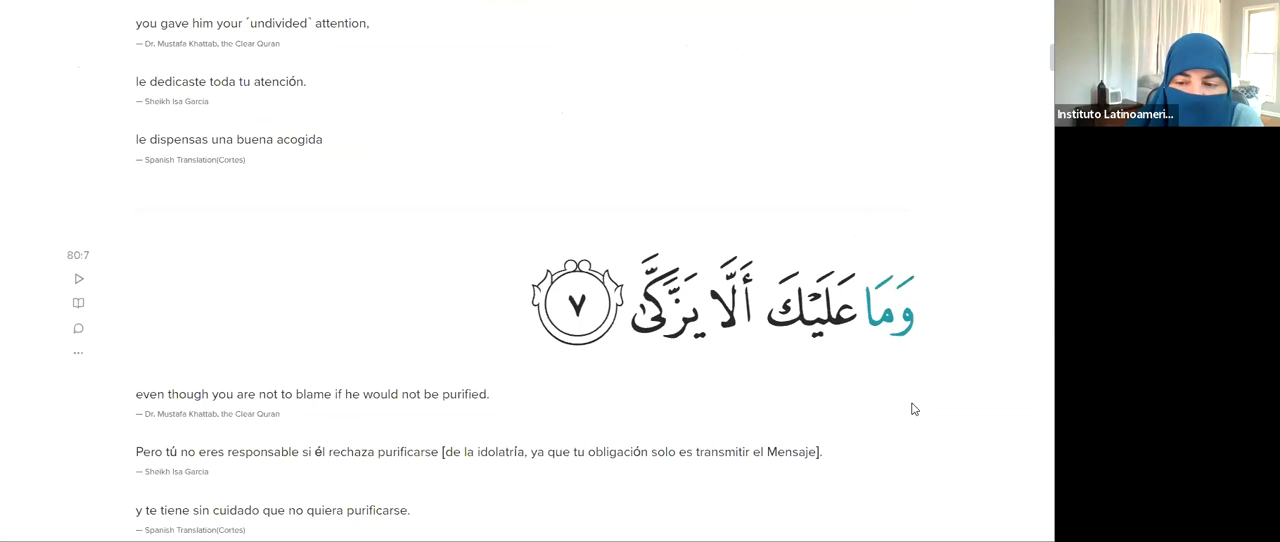 you gave him your ˹undivided˺ attention,
— Dr. Mustafa Khattab, the Clear Quran
le dedicaste toda tu atención.
— Sheikh Isa Garcia
le dispensas una buena acogida
— Spanish Translation(Cortes)
Instituto Latinoameri...
80:7
وَمَا عَلَيْكَ أَلَّا يَزَّكَّىٰ ٧
even though you are not to blame if he would not be purified.
— Dr. Mustafa Khattab, the Clear Quran
Pero tú no eres responsable si él rechaza purificarse [de la idolatría, ya que tu obligación solo es transmitir el Mensaje].
— Sheikh Isa Garcia
y te tiene sin cuidado que no quiera purificarse.
— Spanish Translation(Cortes)